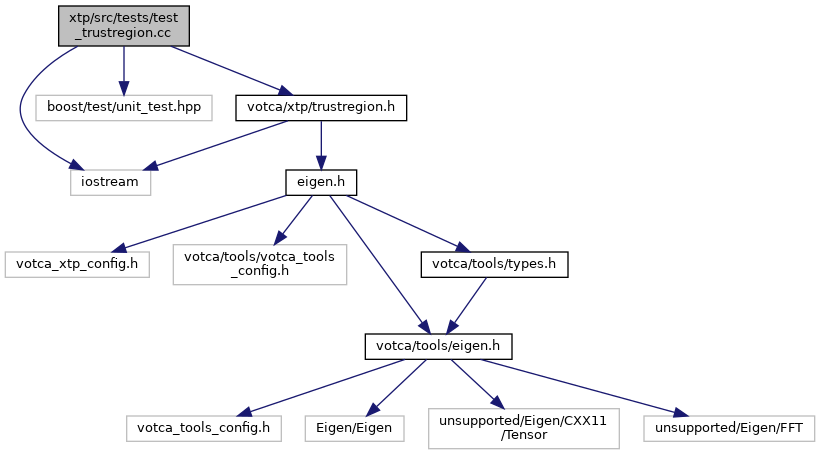 xtp/src/tests/test
_trustregion.cc
boost/test/unit_test.hpp
votca/xtp/trustregion.h
iostream
eigen.h
votca_xtp_config.h
votca/tools/votca_tools
_config.h
votca/tools/types.h
votca/tools/eigen.h
votca_tools_config.h
Eigen/Eigen
unsupported/Eigen/CXX11
/Tensor
unsupported/Eigen/FFT